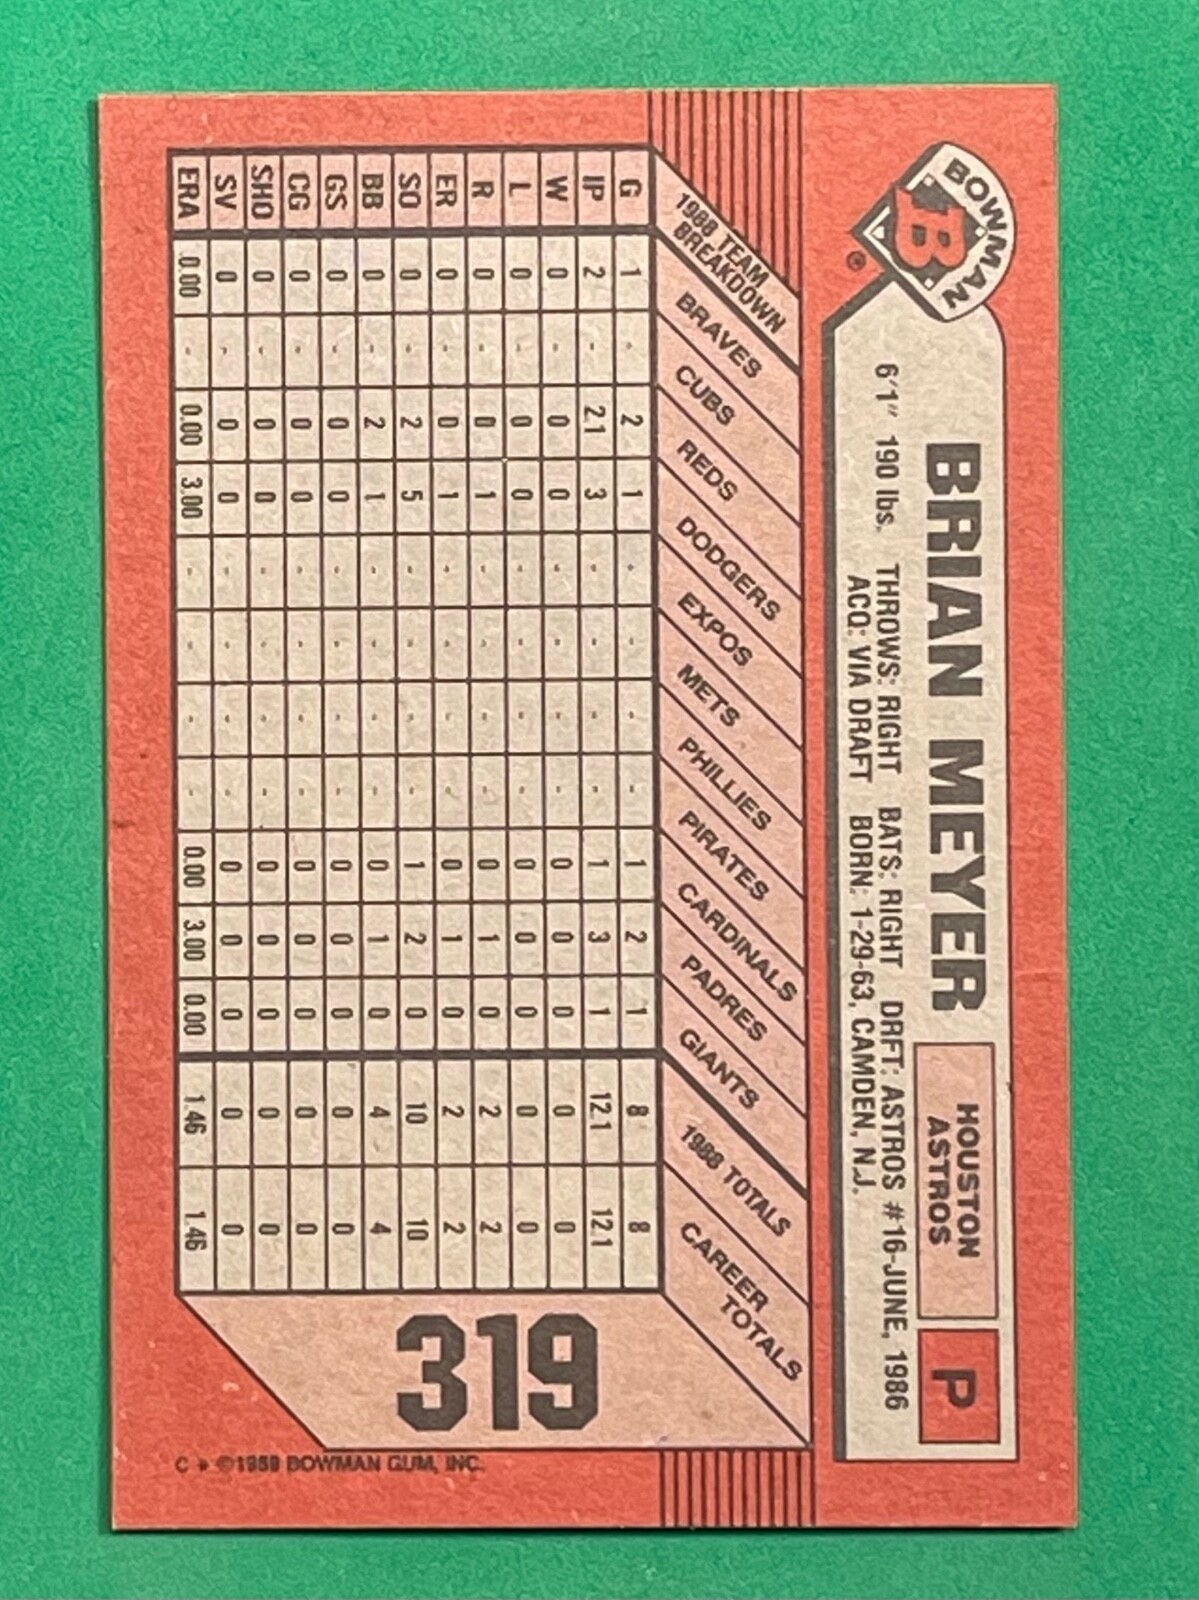 BOWMAN
B
®
BRIAN MEYER
HOUSTON
ASTROS
P
6'1" 190 lbs. THROWS: RIGHT BATS: RIGHT DRFT: ASTROS #16-JUNE, 1986
ACQ: VIA DRAFT BORN: 1-29-63, CAMDEN, N.J.
1988 TEAM
BREAKDOWN
BRAVES
CUBS
REDS
DODGERS
EXPOS
METS
PHILLIES
PIRATES
CARDINALS
PADRES
GIANTS
1988 TOTALS
CAREER
TOTALS
G 1 - 2 1 - - - - 1 2 1 8 8
IP 2 - 2.1 3 - - - - 1 3 1 12.1 12.1
W 0 - 0 0 - - - - 0 0 0 0 0
L 0 - 0 0 - - - - 0 0 0 0 0
R 0 - 0 1 - - - - 0 1 0 2 2
ER 0 - 0 1 - - - - 0 1 0 2 2
SO 0 - 2 5 - - - - 1 2 0 10 10
BB 0 - 2 1 - - - - 0 1 0 4 4
GS 0 - 0 0 - - - - 0 0 0 0 0
CG 0 - 0 0 - - - - 0 0 0 0 0
SHO 0 - 0 0 - - - - 0 0 0 0 0
SV 0 - 0 0 - - - - 0 0 0 0 0
ERA 0.00 - 0.00 3.00 - - - - 0.00 3.00 0.00 1.46 1.46
319
C * ©1989 BOWMAN GUM, INC.